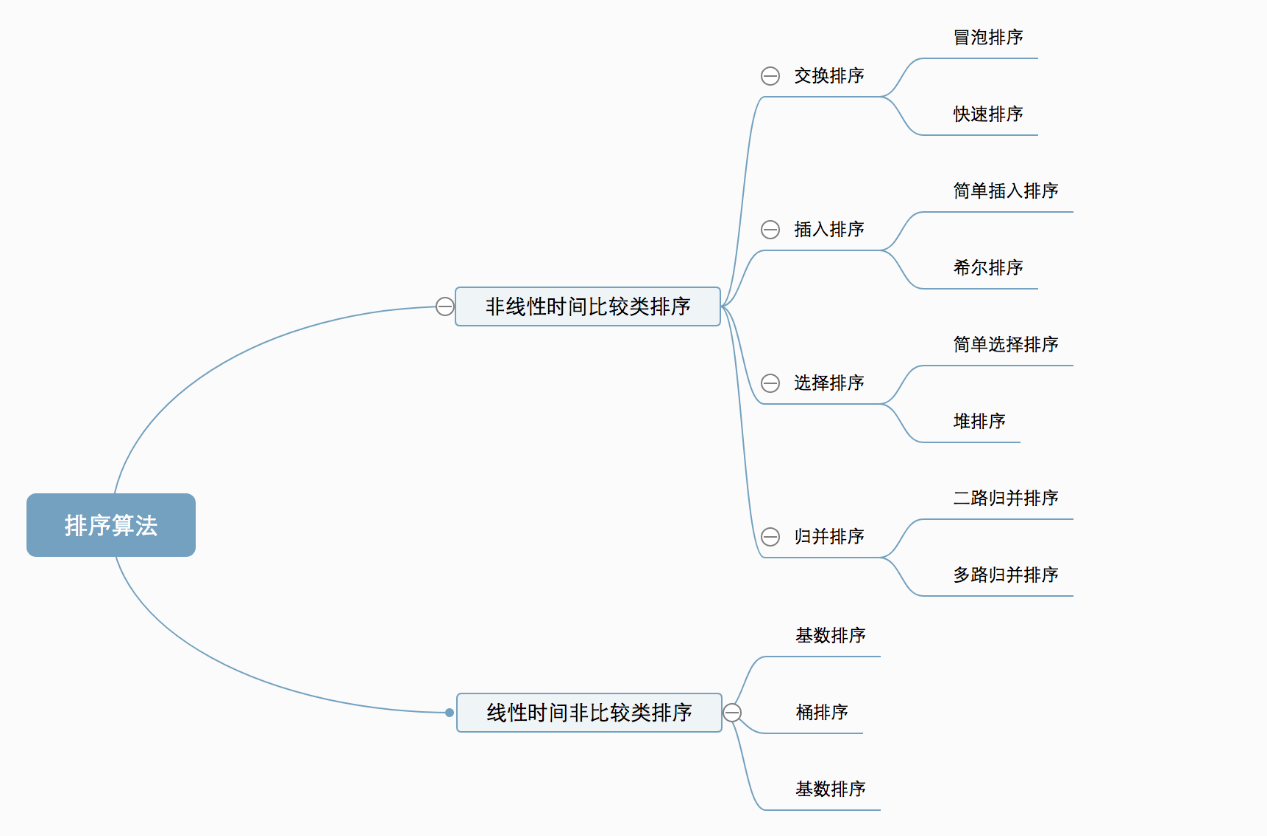 排序算法
非线性时间比较类排序
交换排序
冒泡排序
快速排序
插入排序
简单插入排序
希尔排序
选择排序
简单选择排序
堆排序
归并排序
二路归并排序
多路归并排序
线性时间非比较类排序
基数排序
桶排序
基数排序